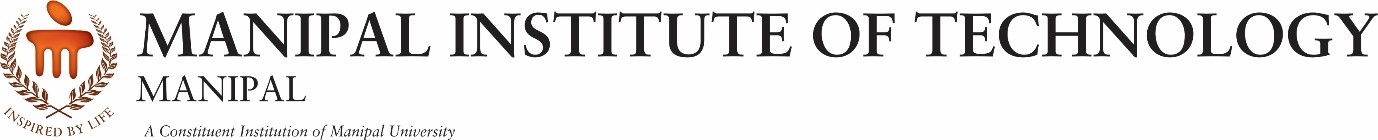 MANIPAL INSTITUTE OF TECHNOLOGY
MANIPAL
INSPIRED BY LIFE
A Constituent Institution of Manipal University